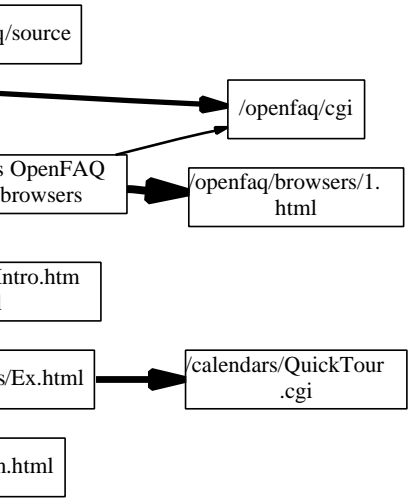 /source
/openfaq/cgi
OpenFAQ
browsers
/openfaq/browsers/1.
html
ntro.htm
s/Ex.html
/calendars/QuickTour
.cgi
.html